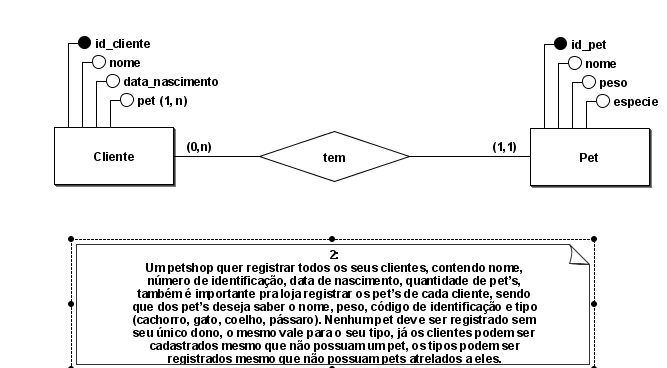 id_cliente
nome
data_nascimento
pet (1, n)
id_pet
nome
peso
especie
Cliente
(0,n)
tem
(1,1)
Pet
2:
Um petshop quer registrar todos os seus clientes, contendo nome,
número de identificação, data de nascimento, quantidade de pet's,
também é importante pra loja registrar os pet's de cada cliente, sendo
que dos pet's deseja saber o nome, peso, código de identificação e tipo
(cachorro, gato, coelho, pássaro). Nenhum pet deve ser registrado sem
seu único dono, o mesmo vale para o seu tipo, já os clientes podem ser
cadastrados mesmo que não possuam um pet, os tipos podem ser
registrados mesmo que não possuam pets atrelados a eles.